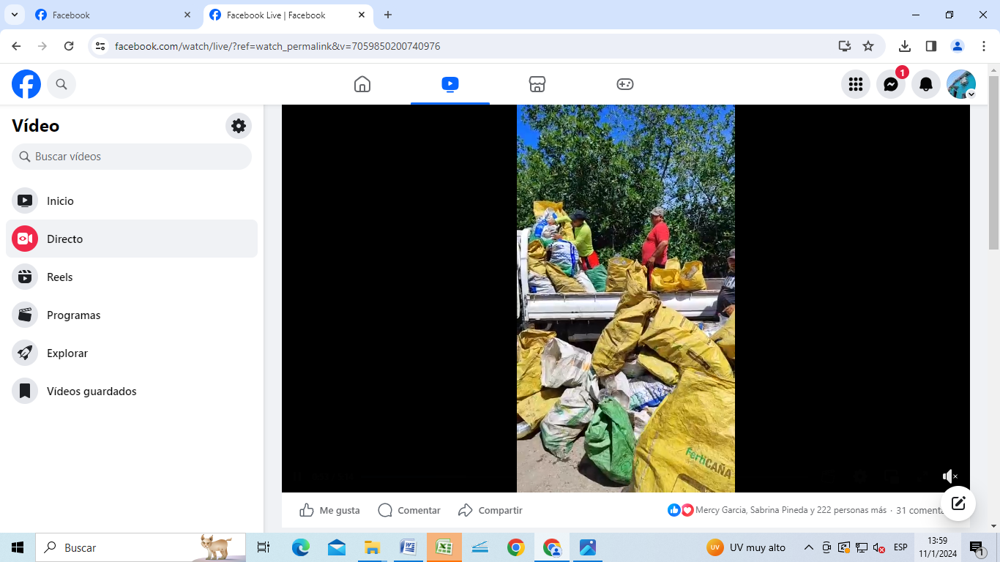 Facebook
Facebook Live | Facebook
facebook.com/watch/live/?ref=watch_permalink&v=7059850200740976
1
Vídeo
Buscar vídeos
Inicio
Directo
Reels
Programas
Explorar
Vídeos guardados
fertiCAÑA
Me gusta
Comentar
Compartir
Mercy Garcia, Sabrina Pineda y 222 personas más · 31
Buscar
UV
UV muy alto
ESP
13:59
11/1/2024
1